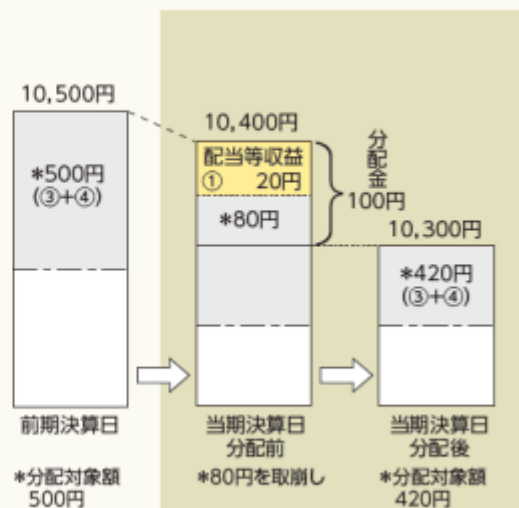 10,500円
*500円
(③+④)
前期決算日
*分配対象額
500円
10,400円
配当等収益
① 20円
*80円
分配金
100円
当期決算日
分配前
*80円を取崩し
10,300円
*420円
(③+④)
当期決算日
分配後
*分配対象額
420円